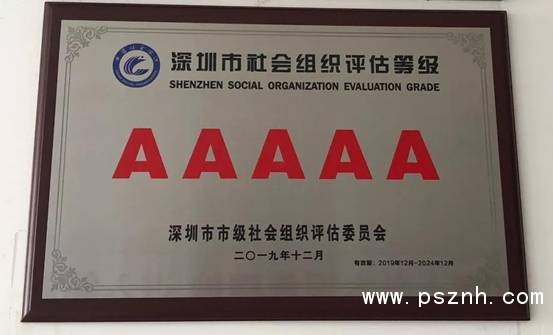 深圳市社会组织评估等级
SHENZHEN SOCIAL ORGANIZATION EVALUATION GRADE
AAAAA
深圳市市级社会组织评估委员会
二〇一九年十二月
有效期：2019年12月-2024年12月
www.psznh.com